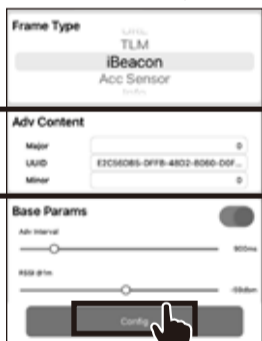 Frame Type
TLM
iBeacon
Acc Sensor
Adv Content
Major 0
UUID E2C56DB5-DFFB-4802-B060-D0F...
Minor 0
Base Params
Adv Interval
900ms
RSSI @1m
-59dbm
Config